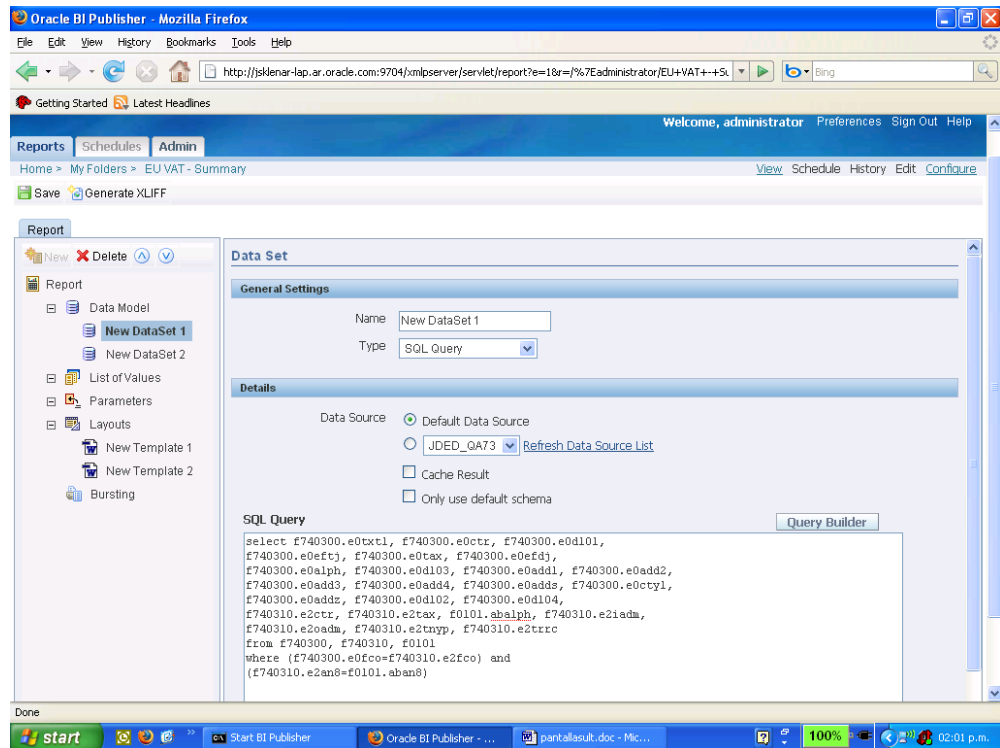 Oracle BI Publisher - Mozilla Firefox
File Edit View History Bookmarks Tools Help
http://jsklenar-lap.ar.oracle.com:9704/xmlpserver/servlet/report?e=1&r=/%7Eadministrator/EU+VAT+-+Su
Bing
Getting Started Latest Headlines
Welcome, administrator Preferences Sign Out Help
Reports Schedules Admin
Home > My Folders > EU VAT - Summary
View Schedule History Edit Configure
Save Generate XLIFF
Report
New Delete
Report
Data Model
New DataSet 1
New DataSet 2
List of Values
Parameters
Layouts
New Template 1
New Template 2
Bursting
Data Set
General Settings
Name New DataSet 1
Type SQL Query
Details
Data Source Default Data Source
JDED_QA73 Refresh Data Source List
Cache Result
Only use default schema
SQL Query Query Builder
select f740300.e0txt1, f740300.e0ctr, f740300.e0dl01,
f740300.e0eftj, f740300.e0tax, f740300.e0efdj,
f740300.e0alph, f740300.e0dl03, f740300.e0add1, f740300.e0add2,
f740300.e0add3, f740300.e0add4, f740300.e0adds, f740300.e0cty1,
f740300.e0addz, f740300.e0dl02, f740300.e0dl04,
f740310.e2ctr, f740310.e2tax, f0101.abalph, f740310.e2iadm,
f740310.e2oadm, f740310.e2tnyp, f740310.e2trrc
from f740300, f740310, f0101
where (f740300.e0fco=f740310.e2fco) and
(f740310.e2an8=f0101.aban8)
Done
start Start BI Publisher Oracle BI Publisher - ... pantallasult.doc - Mic... 100% 02:01 p.m.